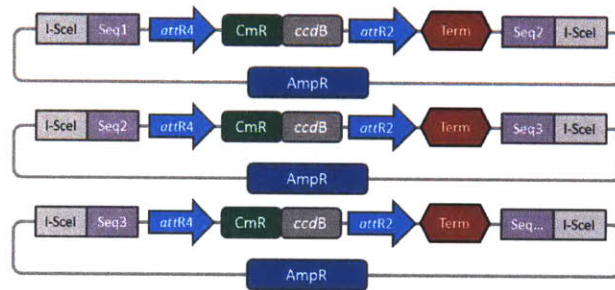 I-SceI Seq1 attR4 CmR ccdB attR2 Term Seq2 I-SceI
AmpR
I-SceI Seq2 attR4 CmR ccdB attR2 Term Seq3 I-SceI
AmpR
I-SceI Seq3 attR4 CmR ccdB attR2 Term Seq... I-SceI
AmpR